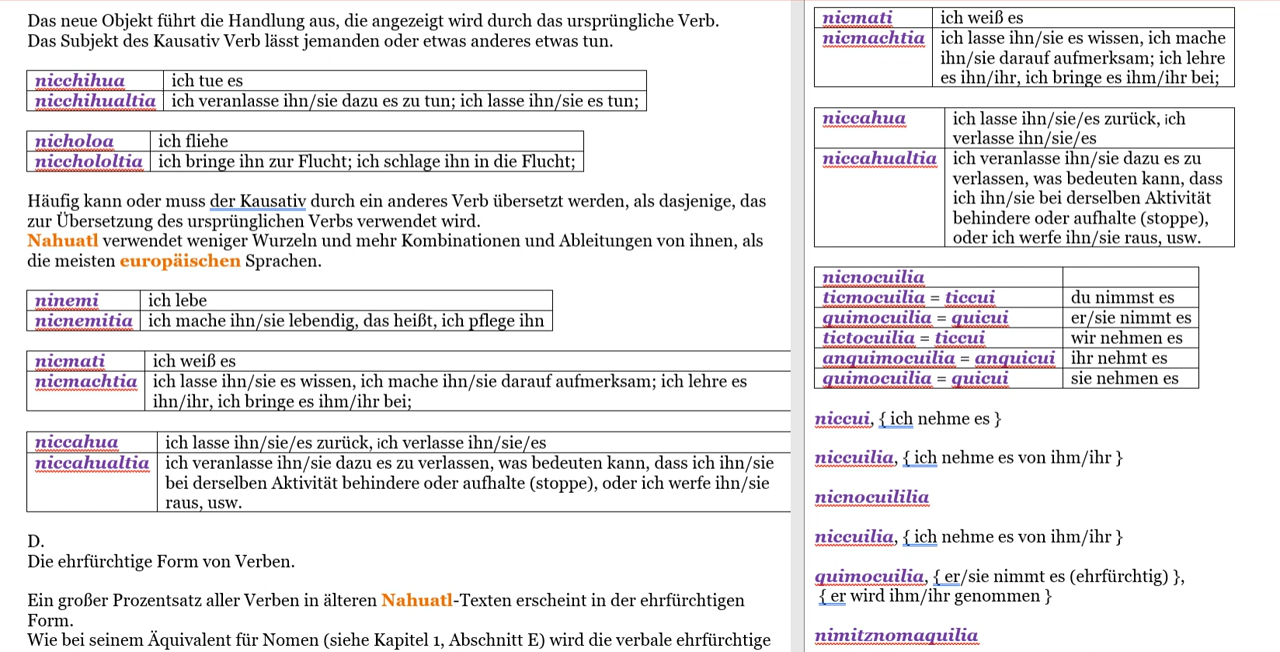 Das neue Objekt führt die Handlung aus, die angezeigt wird durch das ursprüngliche Verb.
Das Subjekt des Kausativ Verb lässt jemanden oder etwas anderes etwas tun.
nicchihua ich tue es
nicchihualtia ich veranlasse ihn/sie dazu es zu tun; ich lasse ihn/sie es tun;
nicholoa ich fliehe
nicchololtia ich bringe ihn zur Flucht; ich schlage ihn in die Flucht;
Häufig kann oder muss der Kausativ durch ein anderes Verb übersetzt werden, als dasjenige, das
zur Übersetzung des ursprünglichen Verbs verwendet wird.
Nahuatl verwendet weniger Wurzeln und mehr Kombinationen und Ableitungen von ihnen, als
die meisten europäischen Sprachen.
ninemi ich lebe
nicnemitia ich mache ihn/sie lebendig, das heißt, ich pflege ihn
nicmati ich weiß es
nicmachtia ich lasse ihn/sie es wissen, ich mache ihn/sie darauf aufmerksam; ich lehre es
ihn/ihr, ich bringe es ihm/ihr bei;
niccahua ich lasse ihn/sie/es zurück, ich verlasse ihn/sie/es
niccahualtia ich veranlasse ihn/sie dazu es zu verlassen, was bedeuten kann, dass ich ihn/sie
bei derselben Aktivität behindere oder aufhalte (stoppe), oder ich werfe ihn/sie
raus, usw.
D.
Die ehrfürchtige Form von Verben.
Ein großer Prozentsatz aller Verben in älteren Nahuatl-Texten erscheint in der ehrfürchtigen
Form.
Wie bei seinem Äquivalent für Nomen (siehe Kapitel 1, Abschnitt E) wird die verbale ehrfürchtige
nicmati ich weiß es
nicmachtia ich lasse ihn/sie es wissen, ich mache
ihn/sie darauf aufmerksam; ich lehre
es ihn/ihr, ich bringe es ihm/ihr bei;
niccahua ich lasse ihn/sie/es zurück, ich
verlasse ihn/sie/es
niccahualtia ich veranlasse ihn/sie dazu es zu
verlassen, was bedeuten kann, dass
ich ihn/sie bei derselben Aktivität
behindere oder aufhalte (stoppe),
oder ich werfe ihn/sie raus, usw.
nicnocuilia
ticmocuilia = ticcui du nimmst es
quimocuilia = quicui er/sie nimmt es
tictocuilia = ticcui wir nehmen es
anquimocuilia = anquicui ihr nehmt es
quimocuilia = quicui sie nehmen es
niccui, { ich nehme es }
niccuilia, { ich nehme es von ihm/ihr }
nicnocuililia
niccuilia, { ich nehme es von ihm/ihr }
quimocuilia, { er/sie nimmt es (ehrfürchtig) },
{ er wird ihm/ihr genommen }
nimitznomaquilia